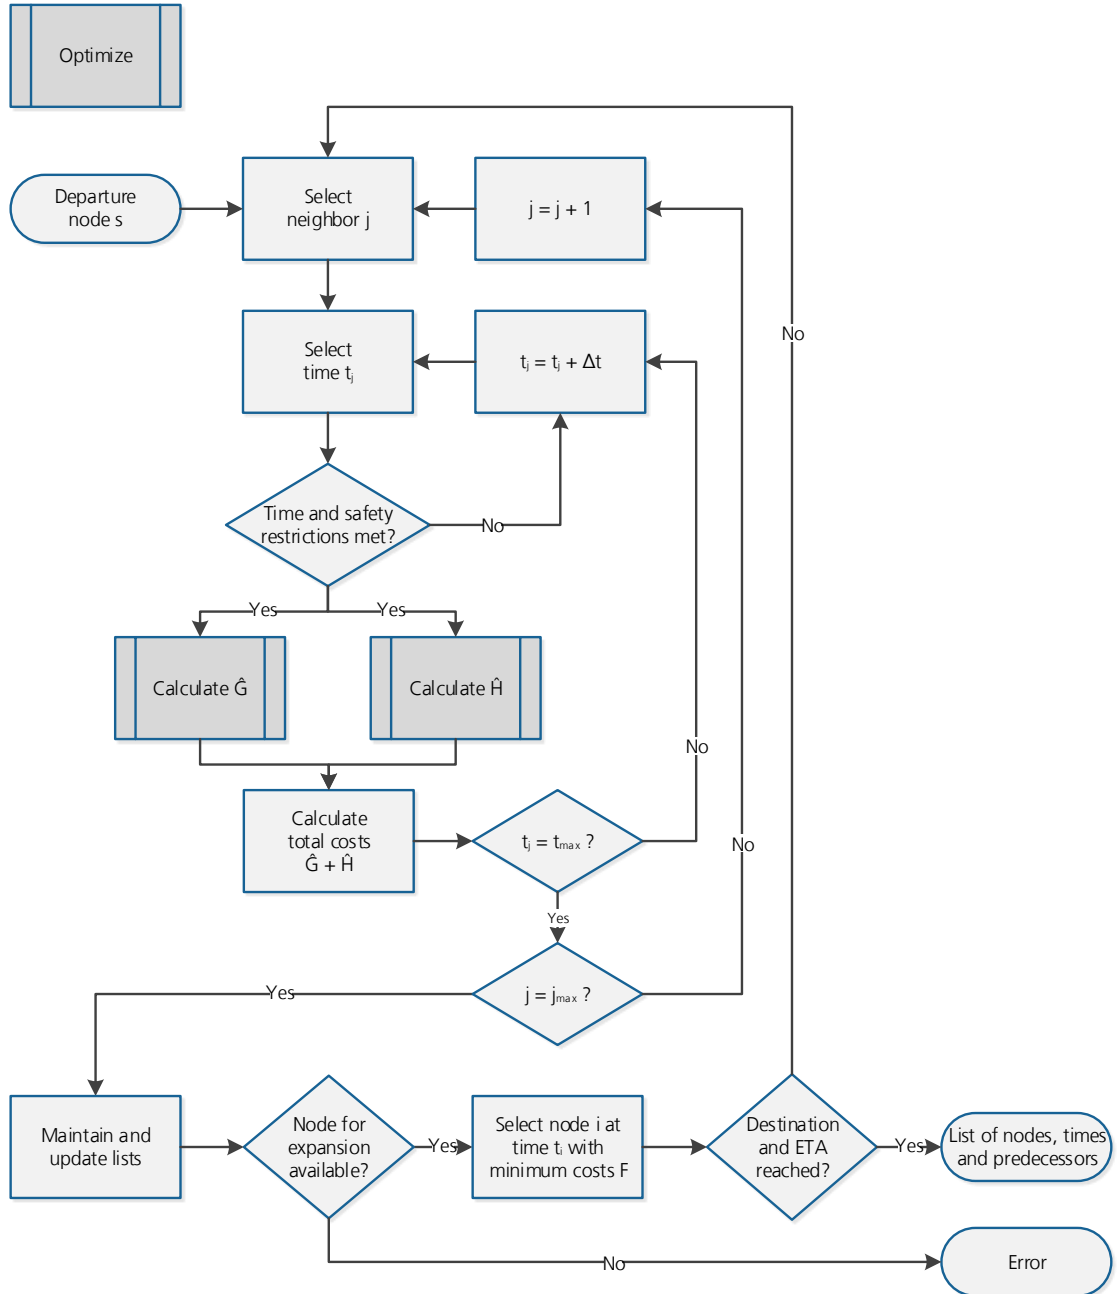 Optimize
Departure
node s
Select
neighbor j
j = j + 1
Select
time tⱼ
tⱼ = tⱼ + Δt
No
Time and safety
restrictions met?
No
Yes
Yes
Calculate Ĝ
Calculate Ĥ
No
Calculate
total costs
Ĝ + Ĥ
tⱼ = tₘₐₓ ?
No
Yes
j = jₘₐₓ ?
Yes
Maintain and
update lists
Node for
expansion
available?
Yes
Select node i at
time tᵢ with
minimum costs F
Destination
and ETA
reached?
Yes
List of nodes, times
and predecessors
No
Error